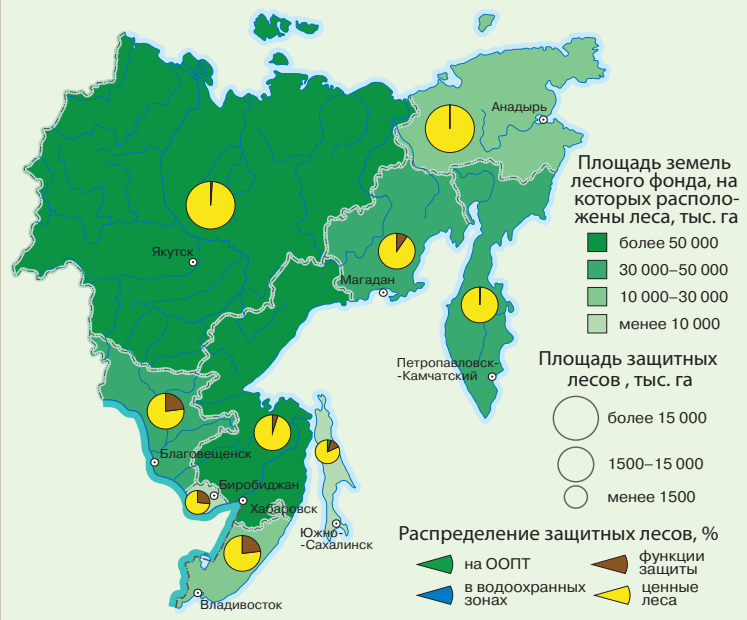 Анадырь
Якутск
Магадан
Петропавловск-
-Камчатский
Благовещенск
Биробиджан
Хабаровск
Южно-
-Сахалинск
Владивосток
Площадь земель
лесного фонда, на
которых располо-
жены леса, тыс. га
более 50 000
30 000–50 000
10 000–30 000
менее 10 000
Площадь защитных
лесов , тыс. га
более 15 000
1500–15 000
менее 1500
Распределение защитных лесов, %
на ООПТ
в водоохранных
зонах
функции
защиты
ценные
леса